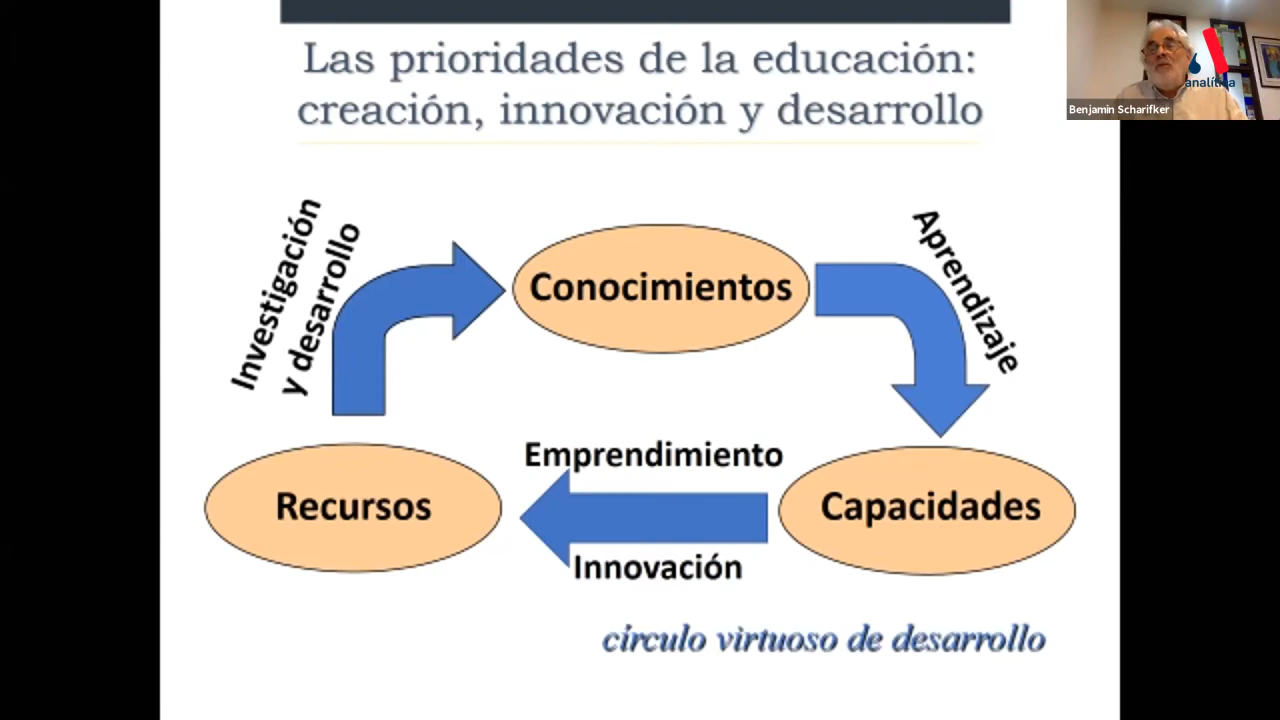 Las prioridades de la educación:
creación, innovación y desarrollo
analítica
Benjamin Scharifker
Investigación
y desarrollo
Conocimientos
Aprendizaje
Emprendimiento
Recursos
Capacidades
Innovación
círculo virtuoso de desarrollo